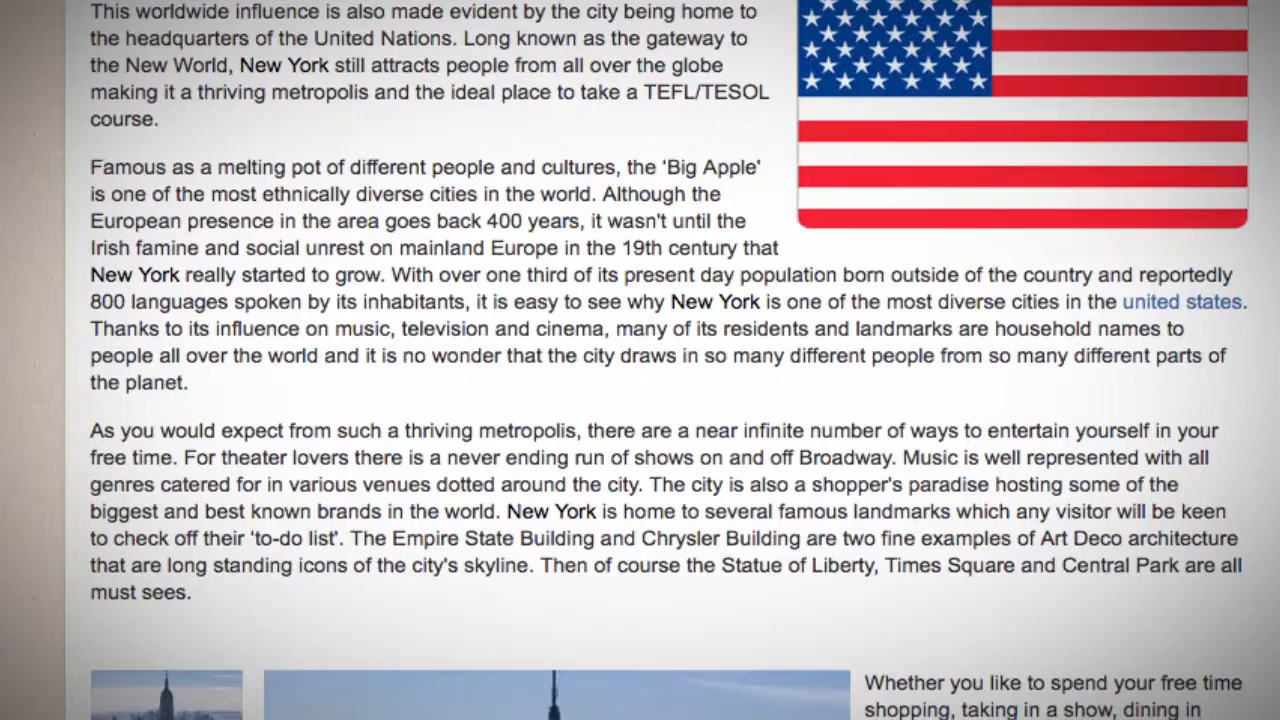 This worldwide influence is also made evident by the city being home to
the headquarters of the United Nations. Long known as the gateway to
the New World, New York still attracts people from all over the globe
making it a thriving metropolis and the ideal place to take a TEFL/TESOL
course.
Famous as a melting pot of different people and cultures, the 'Big Apple'
is one of the most ethnically diverse cities in the world. Although the
European presence in the area goes back 400 years, it wasn't until the
Irish famine and social unrest on mainland Europe in the 19th century that
New York really started to grow. With over one third of its present day population born outside of the country and reportedly
800 languages spoken by its inhabitants, it is easy to see why New York is one of the most diverse cities in the united states.
Thanks to its influence on music, television and cinema, many of its residents and landmarks are household names to
people all over the world and it is no wonder that the city draws in so many different people from so many different parts of
the planet.
As you would expect from such a thriving metropolis, there are a near infinite number of ways to entertain yourself in your
free time. For theater lovers there is a never ending run of shows on and off Broadway. Music is well represented with all
genres catered for in various venues dotted around the city. The city is also a shopper's paradise hosting some of the
biggest and best known brands in the world. New York is home to several famous landmarks which any visitor will be keen
to check off their 'to-do list'. The Empire State Building and Chrysler Building are two fine examples of Art Deco architecture
that are long standing icons of the city's skyline. Then of course the Statue of Liberty, Times Square and Central Park are all
must sees.
Whether you like to spend your free time
shopping, taking in a show, dining in